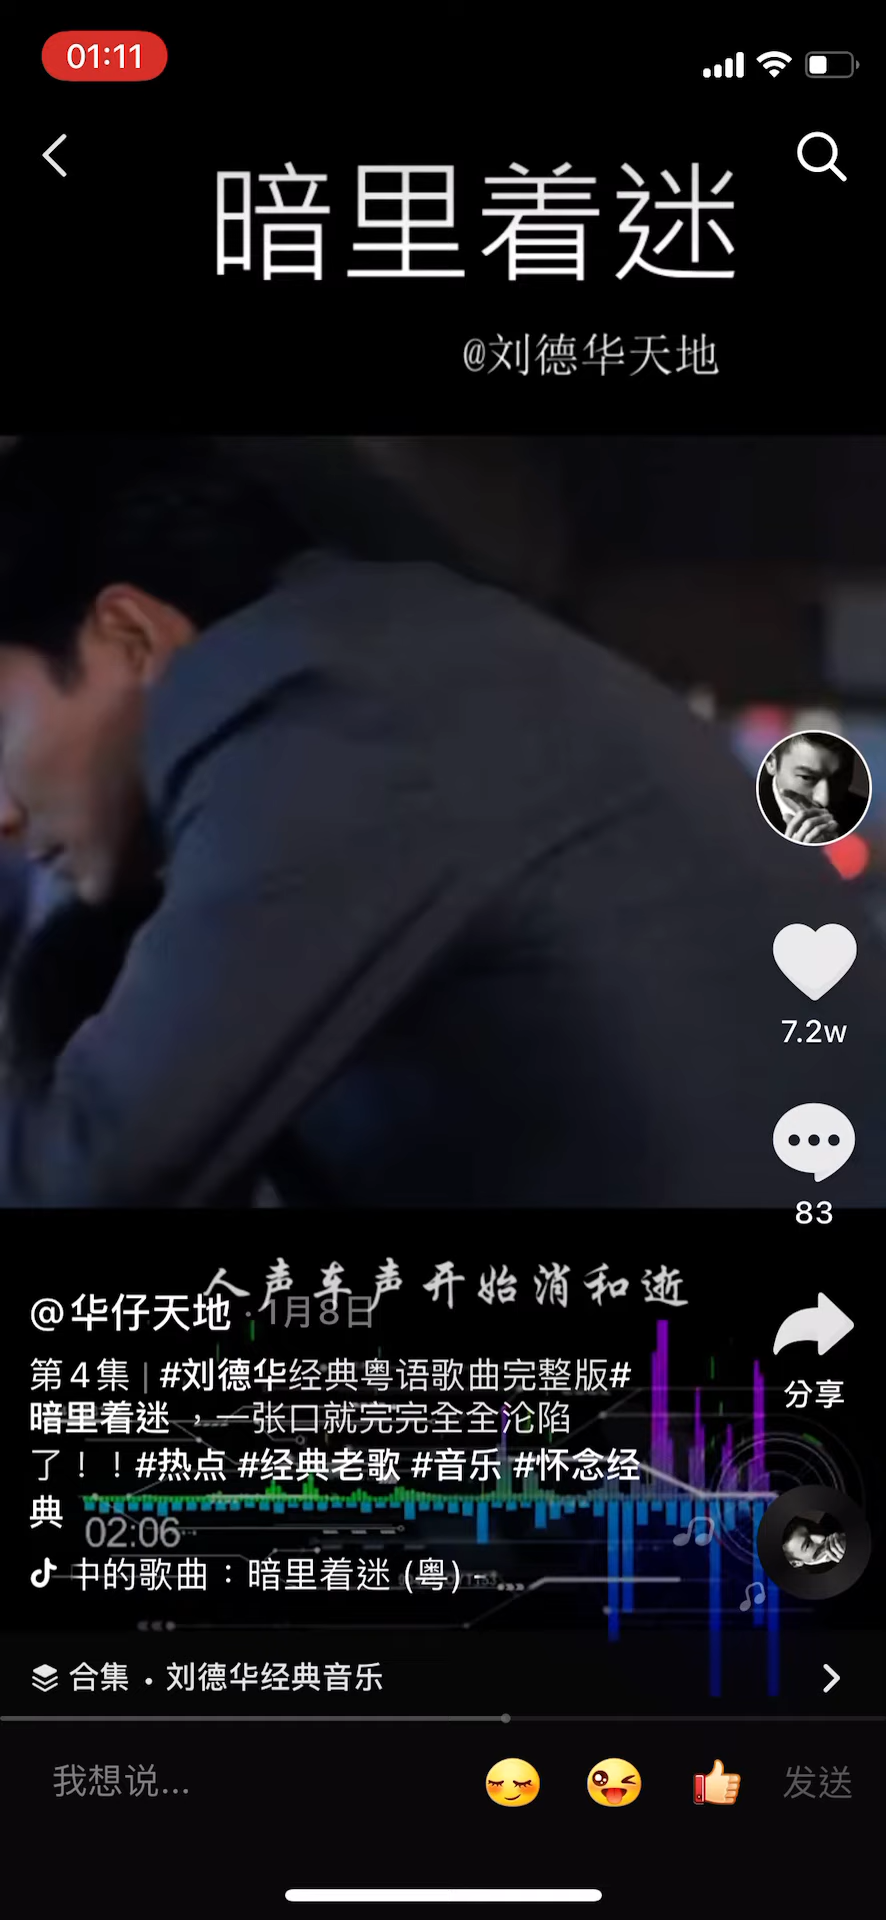 01:11
暗里着迷
@刘德华天地
7.2w
83
人声车声开始消和逝
@华仔天地 · 1月8日
分享
第4集 | #刘德华经典粤语歌曲完整版#
暗里着迷 ，一张口就完完全全沦陷
了！！#热点 #经典老歌 #音乐 #怀念经
典
02:06
中的歌曲：暗里着迷 (粤) -
合集 · 刘德华经典音乐
我想说...
发送